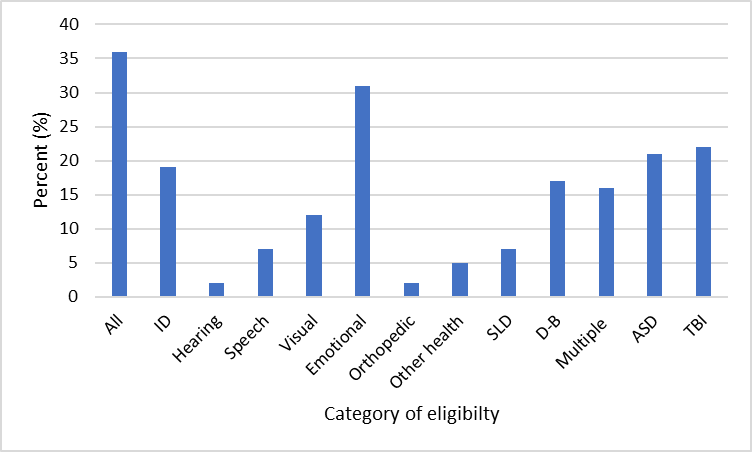 40
35
30
25
20
15
10
5
0
Percent (%)
All
ID
Hearing
Speech
Visual
Emotional
Orthopedic
Other health
SLD
D-B
Multiple
ASD
TBI
Category of eligibilty